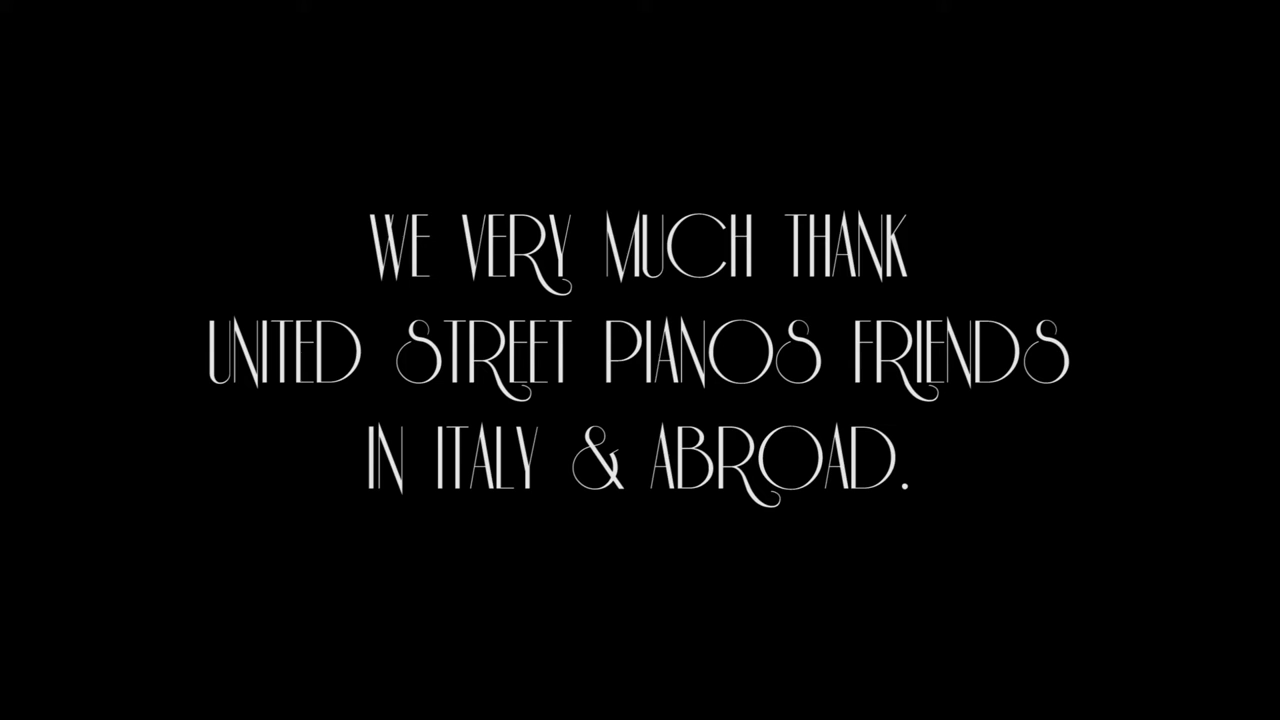 WE VERY MUCH THANK
UNITED STREET PIANOS FRIENDS
IN ITALY & ABROAD.